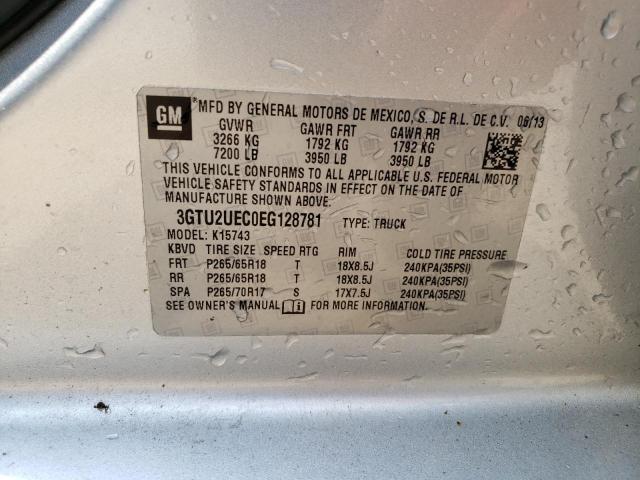 GM
*MFD BY GENERAL MOTORS DE MEXICO, S. DE R.L. DE C.V. 06/13
GVWR GAWR FRT GAWR RR
3266 KG 1792 KG 1792 KG
7200 LB 3950 LB 3950 LB
THIS VEHICLE CONFORMS TO ALL APPLICABLE U.S. FEDERAL MOTOR
VEHICLE SAFETY STANDARDS IN EFFECT ON THE DATE OF
MANUFACTURE SHOWN ABOVE.
3GTU2UEC0EG128781 TYPE: TRUCK
MODEL: K15743
KBVD TIRE SIZE SPEED RTG RIM COLD TIRE PRESSURE
FRT P265/65R18 T 18X8.5J 240KPA(35PSI)
RR P265/65R18 T 18X8.5J 240KPA(35PSI)
SPA P265/70R17 S 17X7.5J 240KPA(35PSI)
SEE OWNER'S MANUAL FOR MORE INFORMATION.